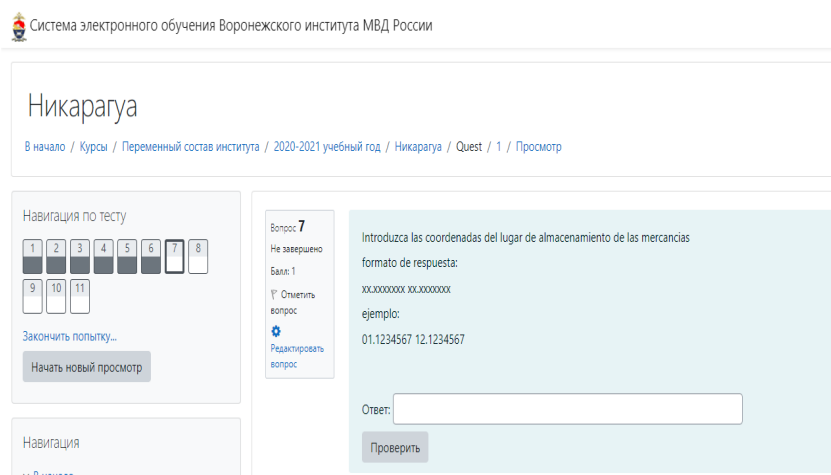 Система электронного обучения Воронежского института МВД России
Никарагуа
В начало / Курсы / Переменный состав института / 2020-2021 учебный год / Никарагуа / Quest / 1 / Просмотр
Навигация по тесту
1 2 3 4 5 6 7 8
9 10 11
Закончить попытку...
Начать новый просмотр
Навигация
Вопрос 7
Не завершено
Балл: 1
Отметить
вопрос
Редактировать
вопрос
Introduzca las coordenadas del lugar de almacenamiento de las mercancias
formato de respuesta:
xx.xxxxxxx xx.xxxxxxx
ejemplo:
01.1234567 12.1234567
Ответ:
Проверить